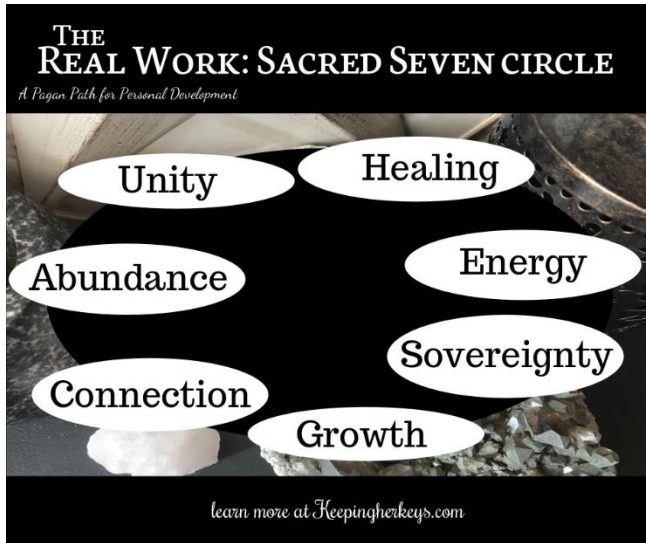 The
Real Work: Sacred Seven circle
A Pagan Path for Personal Development
Unity
Healing
Abundance
Energy
Sovereignty
Connection
Growth
learn more at Keepingherkeys.com